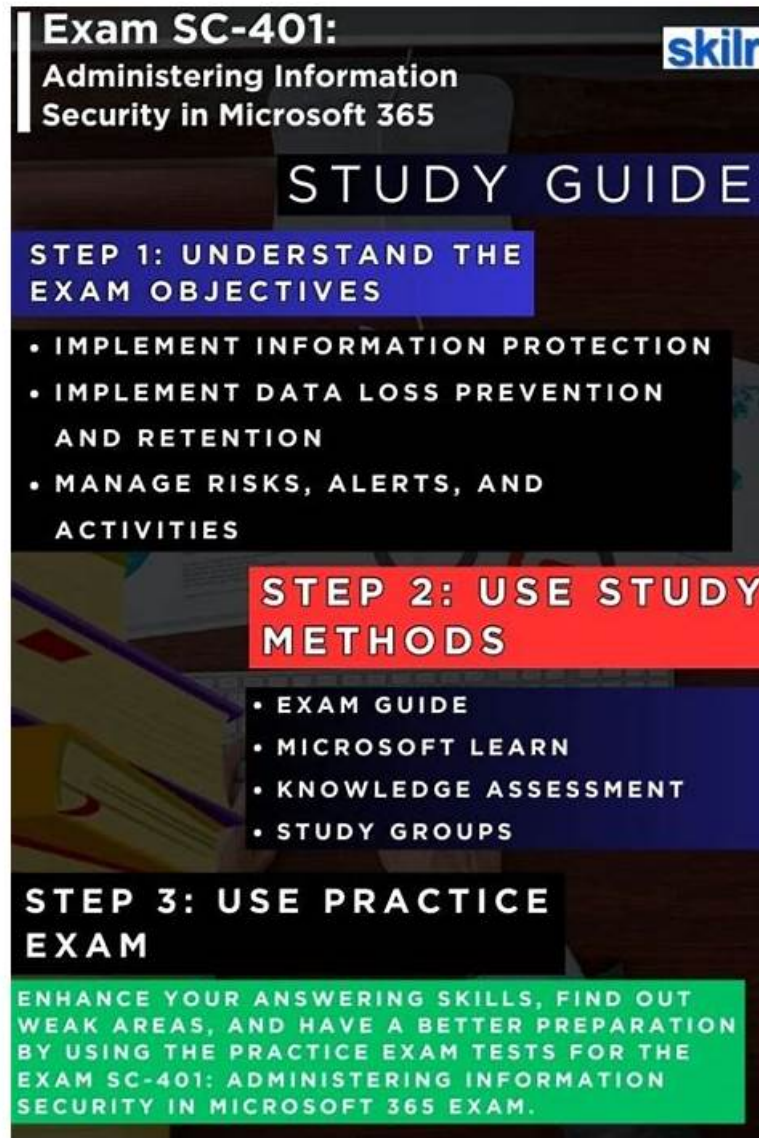 Exam SC-401:
skilr
Administering Information
Security in Microsoft 365
STUDY GUIDE
STEP 1: UNDERSTAND THE
EXAM OBJECTIVES
• IMPLEMENT INFORMATION PROTECTION
• IMPLEMENT DATA LOSS PREVENTION
AND RETENTION
• MANAGE RISKS, ALERTS, AND
ACTIVITIES
STEP 2: USE STUDY
METHODS
• EXAM GUIDE
• MICROSOFT LEARN
• KNOWLEDGE ASSESSMENT
• STUDY GROUPS
STEP 3: USE PRACTICE
EXAM
ENHANCE YOUR ANSWERING SKILLS, FIND OUT
WEAK AREAS, AND HAVE A BETTER PREPARATION
BY USING THE PRACTICE EXAM TESTS FOR THE
EXAM SC-401: ADMINISTERING INFORMATION
SECURITY IN MICROSOFT 365 EXAM.